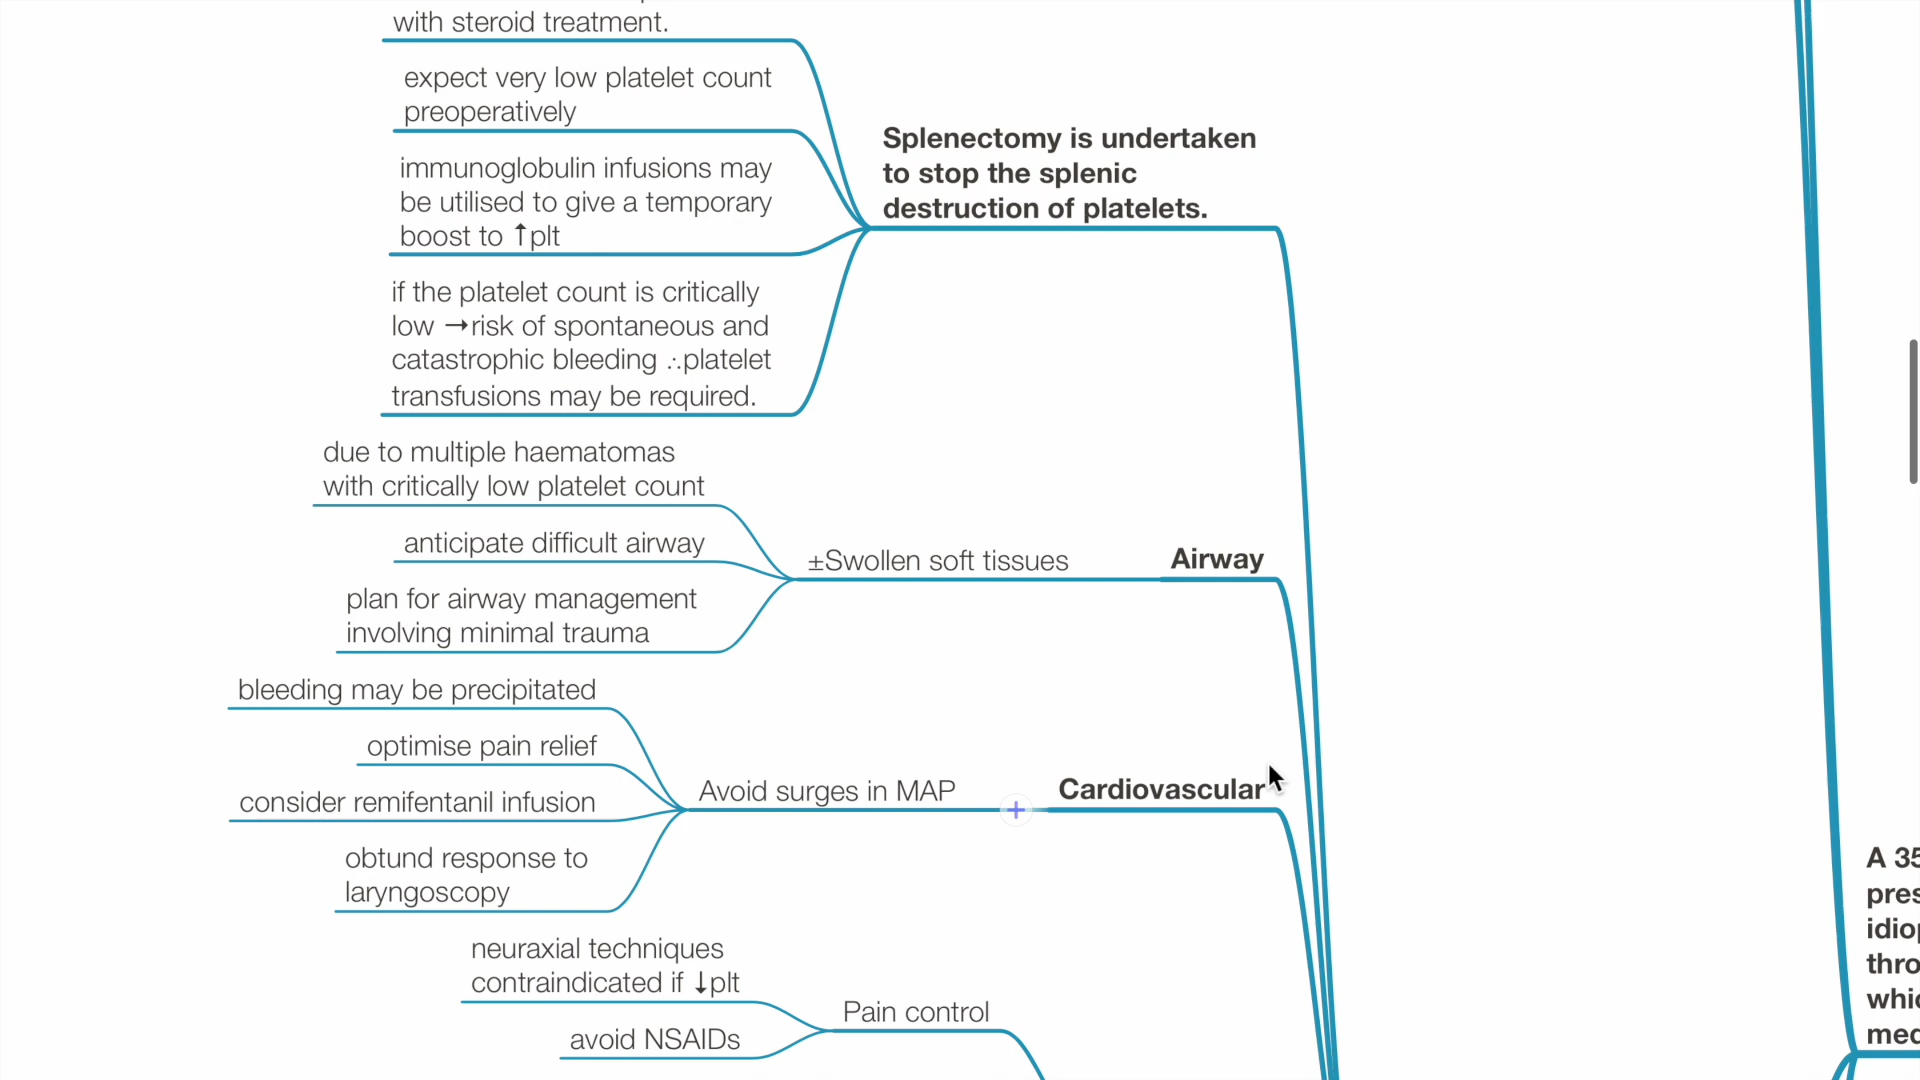 with steroid treatment.
expect very low platelet count
preoperatively
immunoglobulin infusions may
be utilised to give a temporary
boost to ↑plt
if the platelet count is critically
low →risk of spontaneous and
catastrophic bleeding ∴platelet
transfusions may be required.
Splenectomy is undertaken
to stop the splenic
destruction of platelets.
due to multiple haematomas
with critically low platelet count
anticipate difficult airway
plan for airway management
involving minimal trauma
±Swollen soft tissues
Airway
bleeding may be precipitated
optimise pain relief
consider remifentanil infusion
obtund response to
laryngoscopy
Avoid surges in MAP
Cardiovascular
neuraxial techniques
contraindicated if ↓plt
avoid NSAIDs
Pain control
A 35
pres
idiop
thro
whic
med